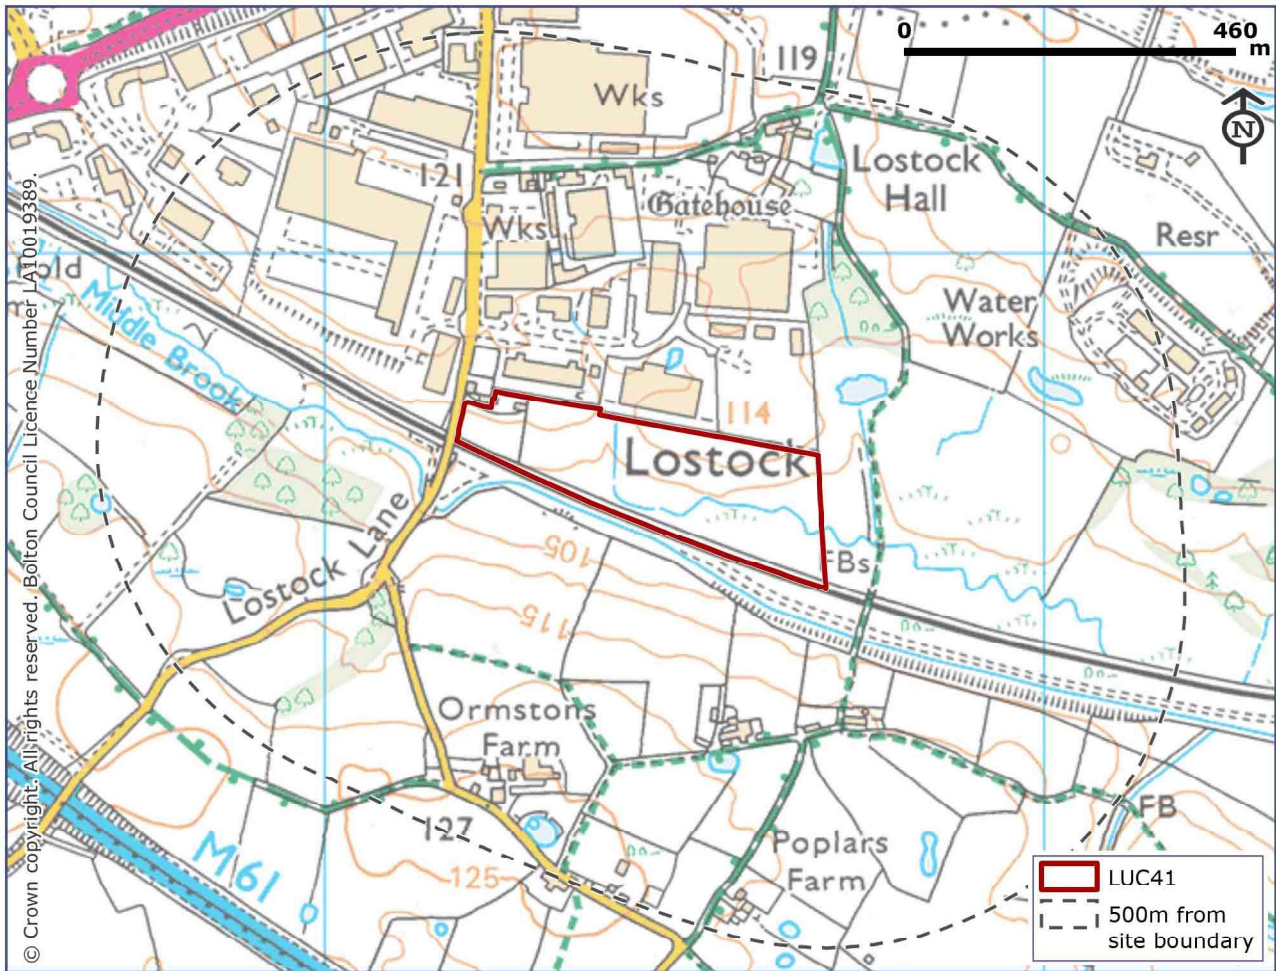 0 460
m
N
119
Wks
Lostock
Hall
121
Gatehouse
Wks
Resr
old
Middle Brook
Water
Works
114
Lostock
Lostock Lane
105
FBs
115
Ormstons
Farm
127
125
M61
Poplars
Farm
FB
LUC41
500m from
site boundary
© Crown copyright. All rights reserved. Bolton Council Licence Number LA10019389.